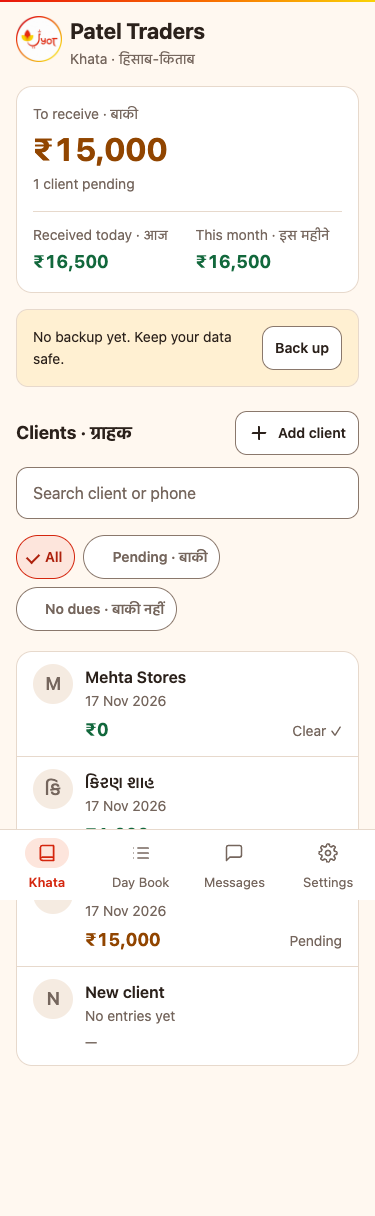 Jyot
Patel Traders
Khata · हिसाब-किताब
To receive · बाकी
₹15,000
1 client pending
Received today · आज
This month · इस महीने
₹16,500
₹16,500
No backup yet. Keep your data
safe.
Back up
Clients · ग्राहक
Add client
Search client or phone
All
Pending · बाकी
No dues · बाकी नहीं
M
Mehta Stores
17 Nov 2026
₹0
Clear ✓
કિ
કિરણ શાહ
17 Nov 2026
Khata
Day Book
Messages
Settings
17 Nov 2026
₹15,000
Pending
N
New client
No entries yet
—